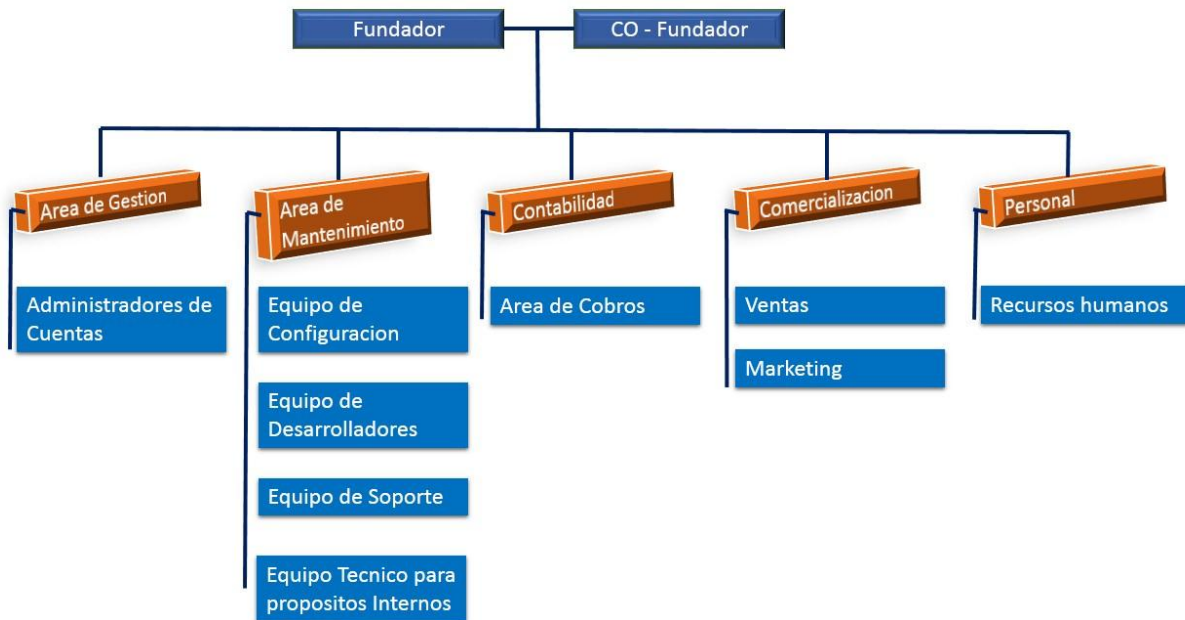 Fundador
CO - Fundador
Area de Gestion
Area de
Mantenimiento
Contabilidad
Comercializacion
Personal
Administradores de
Cuentas
Equipo de
Configuracion
Equipo de
Desarrolladores
Equipo de Soporte
Equipo Tecnico para
propositos Internos
Area de Cobros
Ventas
Marketing
Recursos humanos